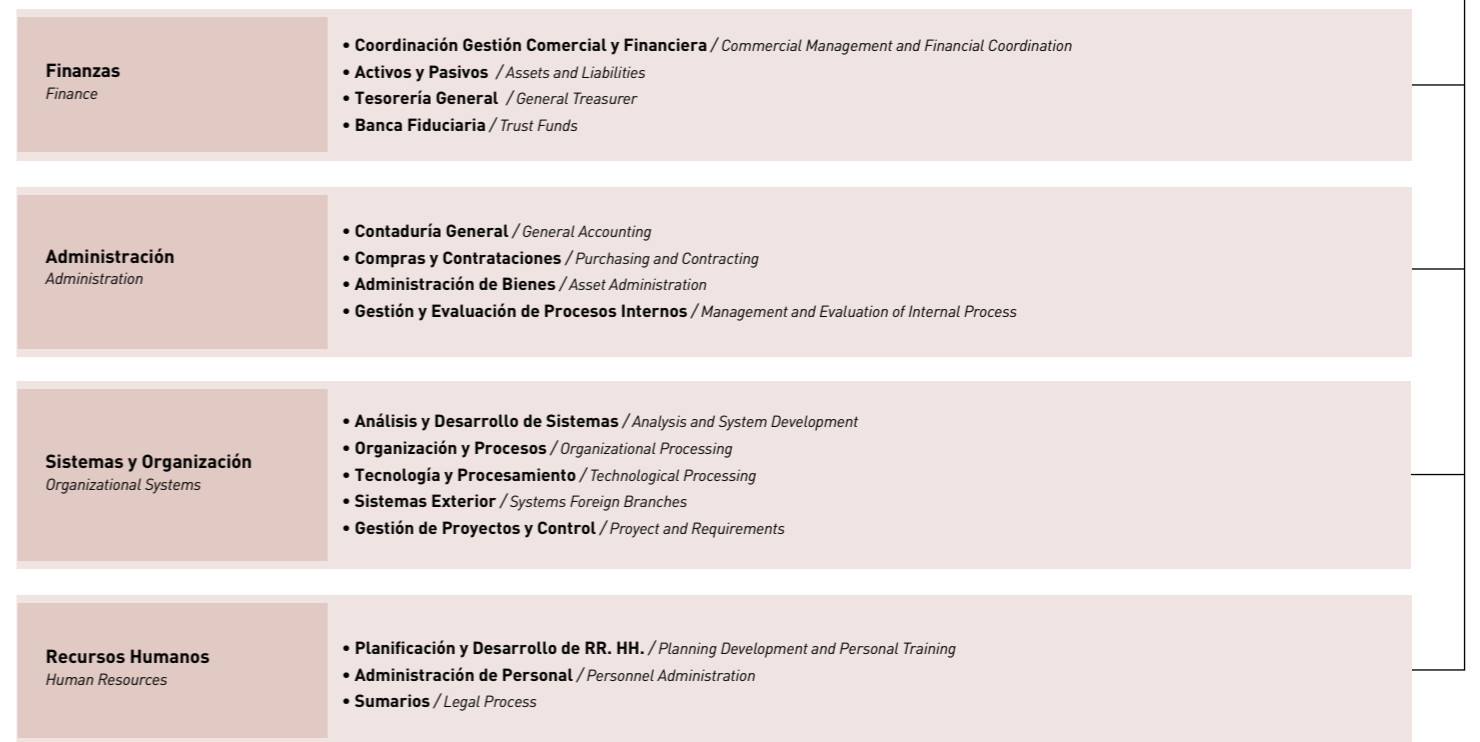 Finanzas
Finance
• Coordinación Gestión Comercial y Financiera / Commercial Management and Financial Coordination
• Activos y Pasivos / Assets and Liabilities
• Tesorería General / General Treasurer
• Banca Fiduciaria / Trust Funds
Administración
Administration
• Contaduría General / General Accounting
• Compras y Contrataciones / Purchasing and Contracting
• Administración de Bienes / Asset Administration
• Gestión y Evaluación de Procesos Internos / Management and Evaluation of Internal Process
Sistemas y Organización
Organizational Systems
• Análisis y Desarrollo de Sistemas / Analysis and System Development
• Organización y Procesos / Organizational Processing
• Tecnología y Procesamiento / Technological Processing
• Sistemas Exterior / Systems Foreign Branches
• Gestión de Proyectos y Control / Proyect and Requirements
Recursos Humanos
Human Resources
• Planificación y Desarrollo de RR. HH. / Planning Development and Personal Training
• Administración de Personal / Personnel Administration
• Sumarios / Legal Process